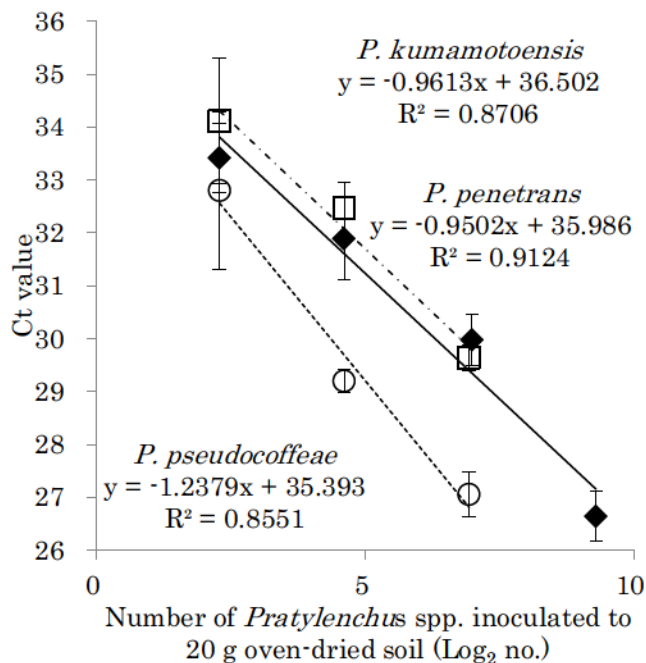 36
35
34
33
32
31
30
29
28
27
26
Ct value
P. kumamotoensis
y = -0.9613x + 36.502
R² = 0.8706
P. penetrans
y = -0.9502x + 35.986
R² = 0.9124
P. pseudocoffeae
y = -1.2379x + 35.393
R² = 0.8551
0
5
10
Number of Pratylenchus spp. inoculated to
20 g oven-dried soil (Log₂ no.)